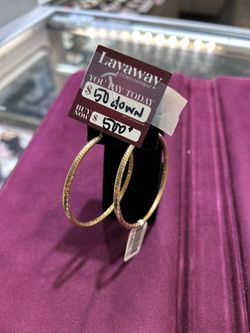 Layaway
YOU PAY TODAY
$ 50 down
BUY NOW $ 500+